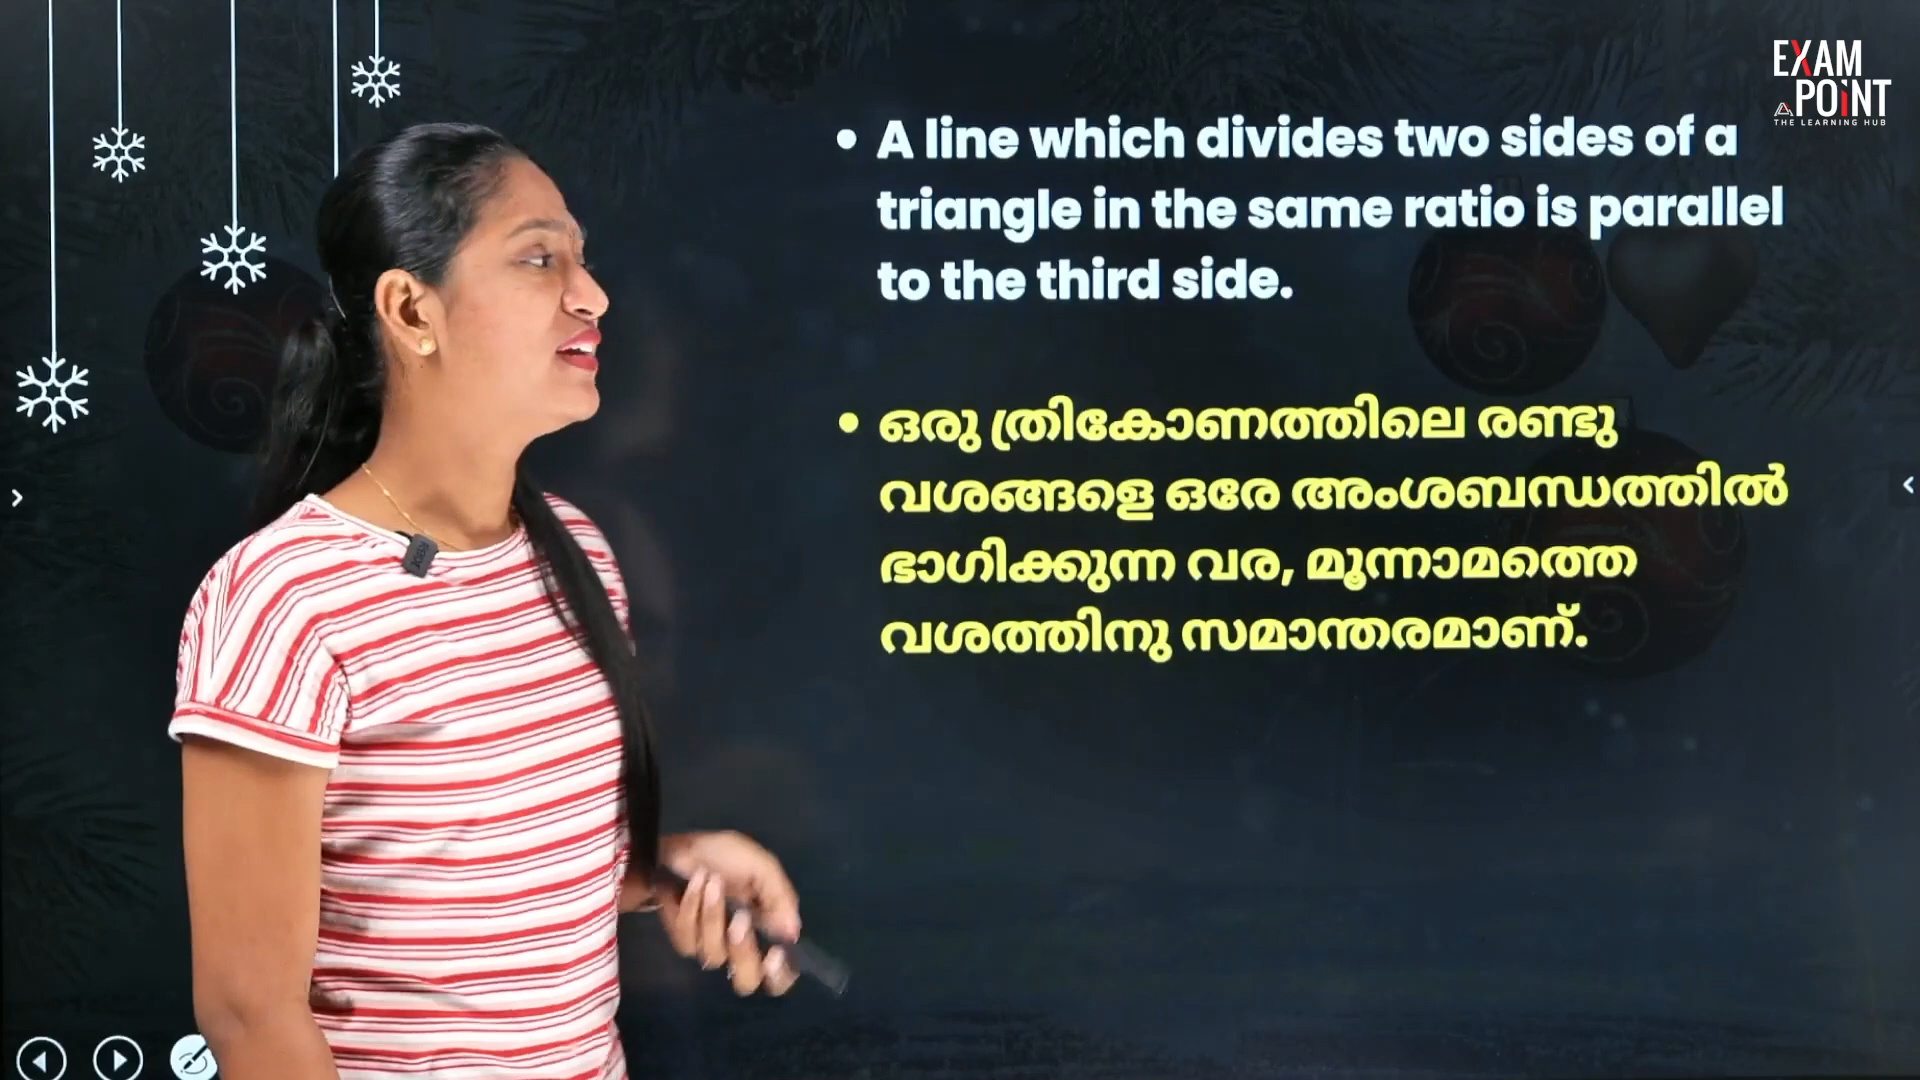 EXAM
POINT
THE LEARNING HUB
• A line which divides two sides of a
triangle in the same ratio is parallel
to the third side.
• ഒരു ത്രികോണത്തിലെ രണ്ടു
വശങ്ങളെ ഒരേ അംശബന്ധത്തിൽ
ഭാഗിക്കുന്ന വര, മൂന്നാമത്തെ
വശത്തിനു സമാന്തരമാണ്.